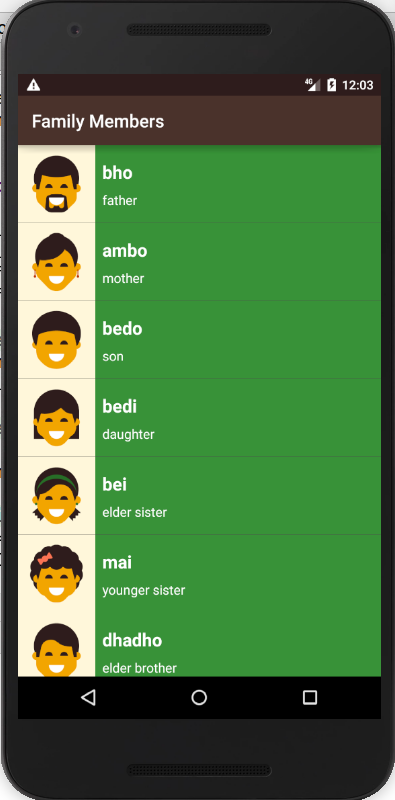 4G 12:03
Family Members
bho
father
ambo
mother
bedo
son
bedi
daughter
bei
elder sister
mai
younger sister
dhadho
elder brother